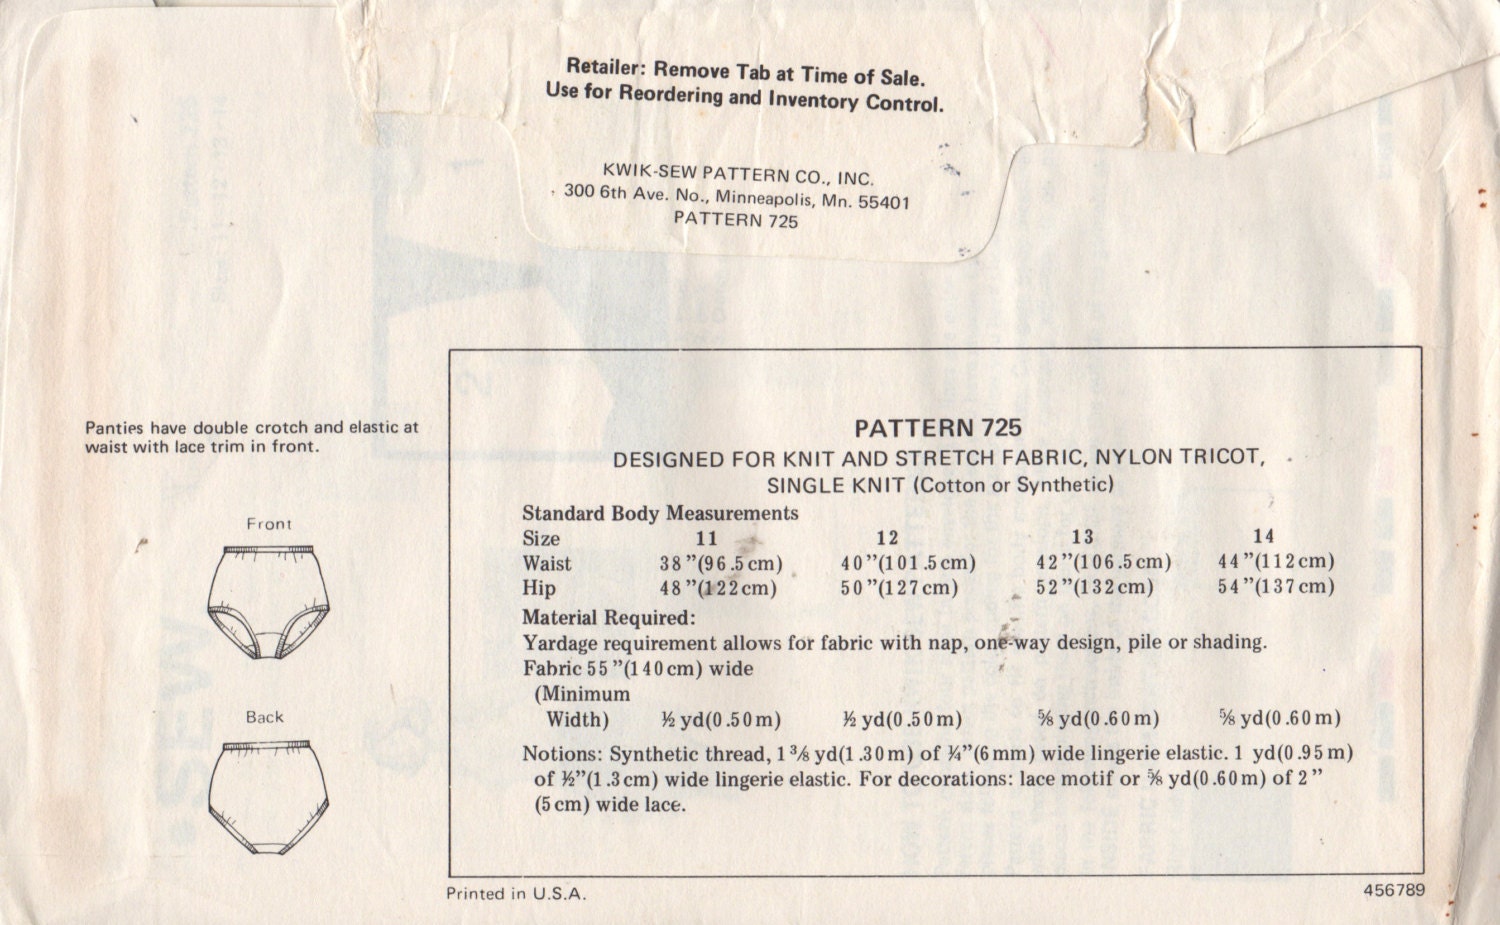 Retailer: Remove Tab at Time of Sale.
Use for Reordering and Inventory Control.
KWIK-SEW PATTERN CO., INC.
300 6th Ave. No., Minneapolis, Mn. 55401
PATTERN 725
Panties have double crotch and elastic at
waist with lace trim in front.
Front
Back
PATTERN 725
DESIGNED FOR KNIT AND STRETCH FABRIC, NYLON TRICOT,
SINGLE KNIT (Cotton or Synthetic)
Standard Body Measurements
Size 11 12 13 14
Waist 38"(96.5cm) 40"(101.5cm) 42"(106.5cm) 44"(112cm)
Hip 48"(122cm) 50"(127cm) 52"(132cm) 54"(137cm)
Material Required:
Yardage requirement allows for fabric with nap, one-way design, pile or shading.
Fabric 55"(140cm) wide
(Minimum
Width) ½ yd(0.50m) ½ yd(0.50m) ⅝ yd(0.60m) ⅝ yd(0.60m)
Notions: Synthetic thread, 1⅜ yd(1.30m) of ¼"(6mm) wide lingerie elastic. 1 yd(0.95m)
of ½"(1.3cm) wide lingerie elastic. For decorations: lace motif or ⅝ yd(0.60m) of 2"
(5cm) wide lace.
Printed in U.S.A.
456789